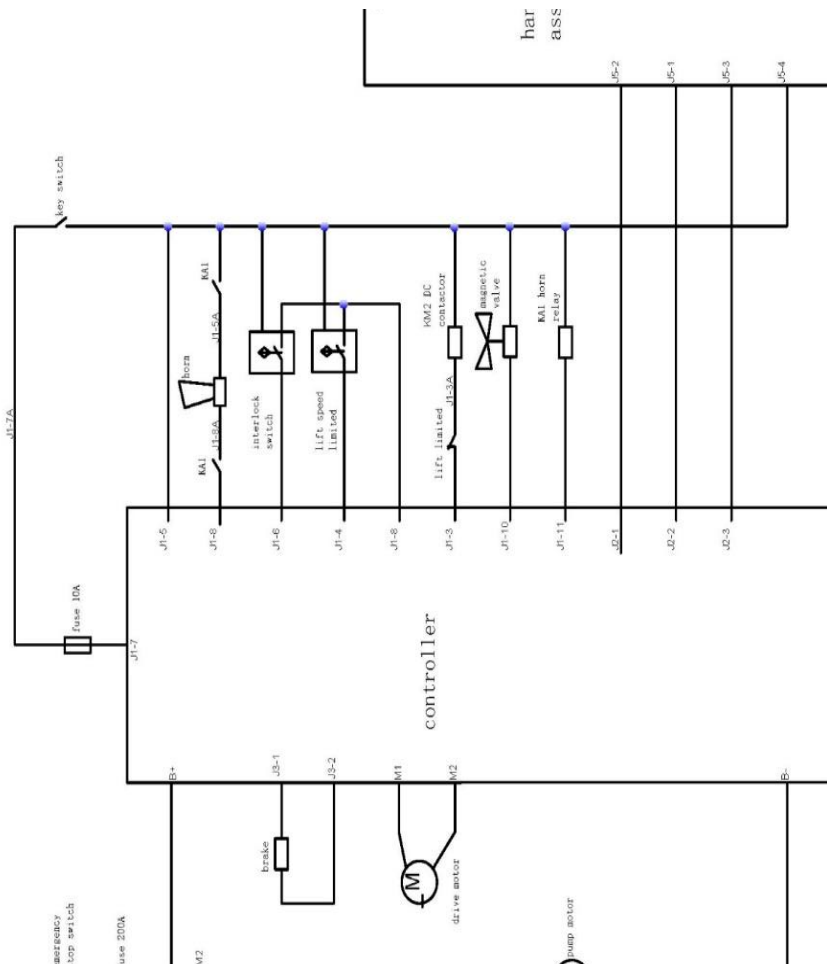 har
ass
J5-2
J5-1
J5-3
J5-4
key switch
J1-7A
KA1
J1-5A
horn
J1-8A
KA1
interlock
switch
lift speed
limited
KM2 DC
contactor
J1-3A
lift limited
magnetic
valve
KA1 horn
relay
J1-5
J1-8
J1-6
J1-4
J1-8
J1-3
J1-10
J1-11
J2-1
J2-2
J2-3
fuse 10A
J1-7
controller
B+
J3-1
J3-2
M1
M2
B-
brake
M
drive motor
mergency
top switch
use 200A
M2
pump motor